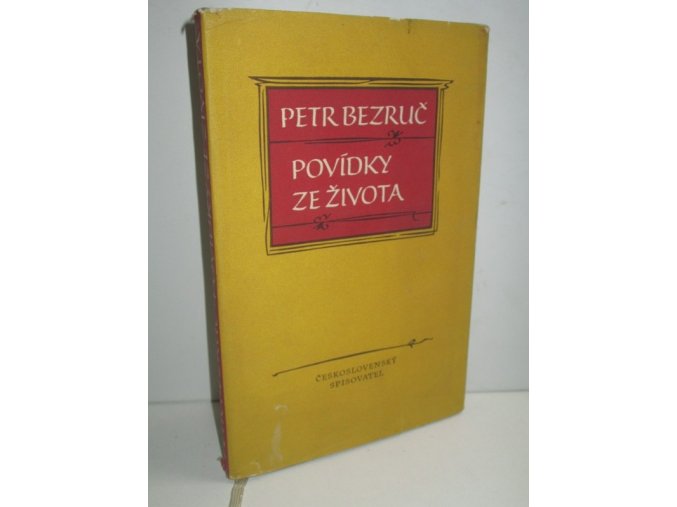 PETR BEZRUČ
POVÍDKY
ZE ŽIVOTA
ČESKOSLOVENSKÝ
SPISOVATEL